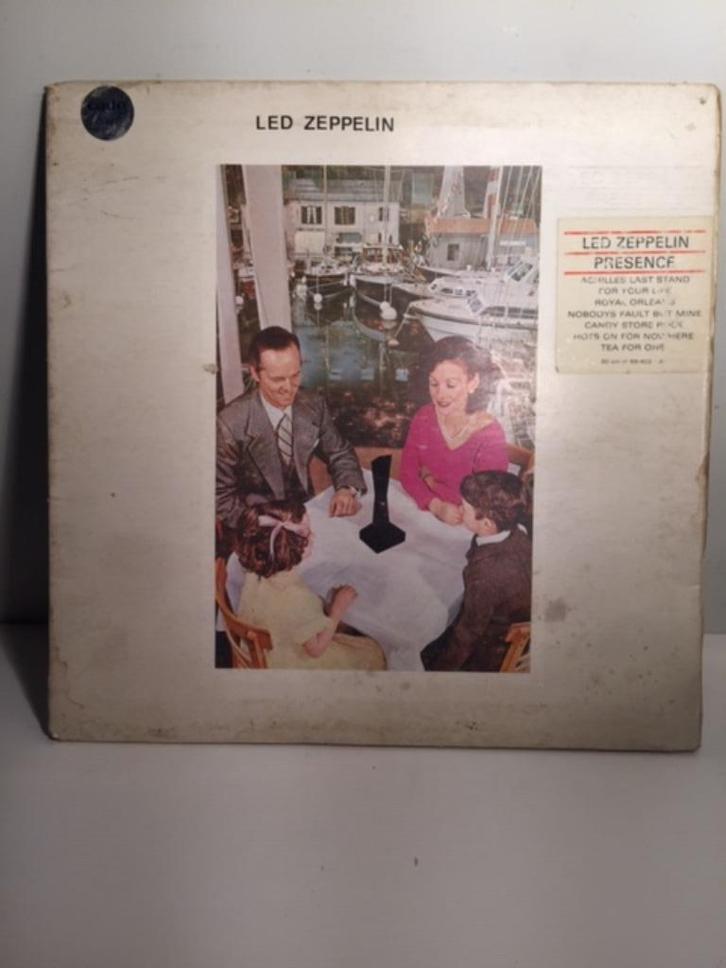 LED ZEPPELIN
LED ZEPPELIN
PRESENCE
ACHILLES LAST STAND
FOR YOUR LIFE
ROYAL ORLEANS
NOBODYS FAULT BUT MINE
CANDY STORE ROCK
HOTS ON FOR NOWHERE
TEA FOR ONE